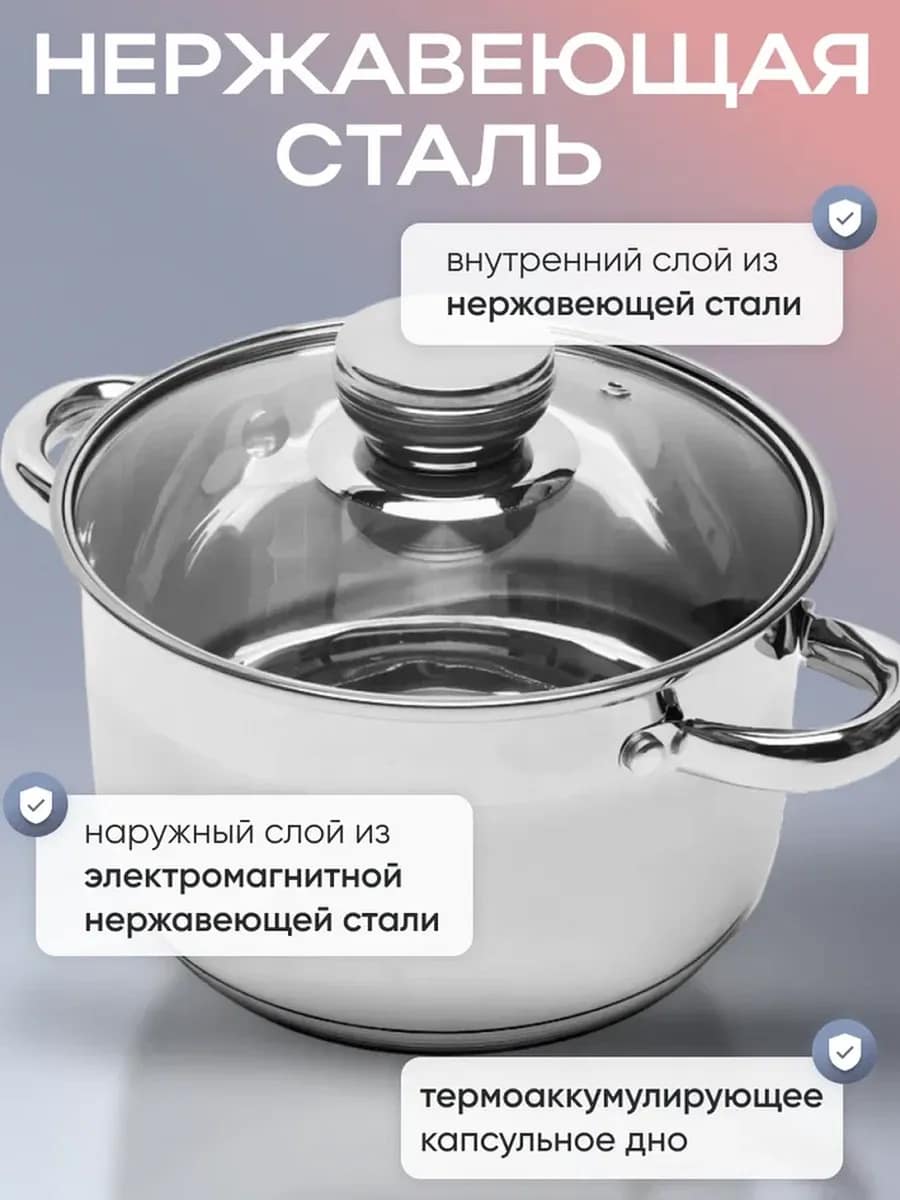 НЕРЖАВЕЮЩАЯ
СТАЛЬ
внутренний слой из
нержавеющей стали
наружный слой из
электромагнитной
нержавеющей стали
термоаккумулирующее
капсульное дно